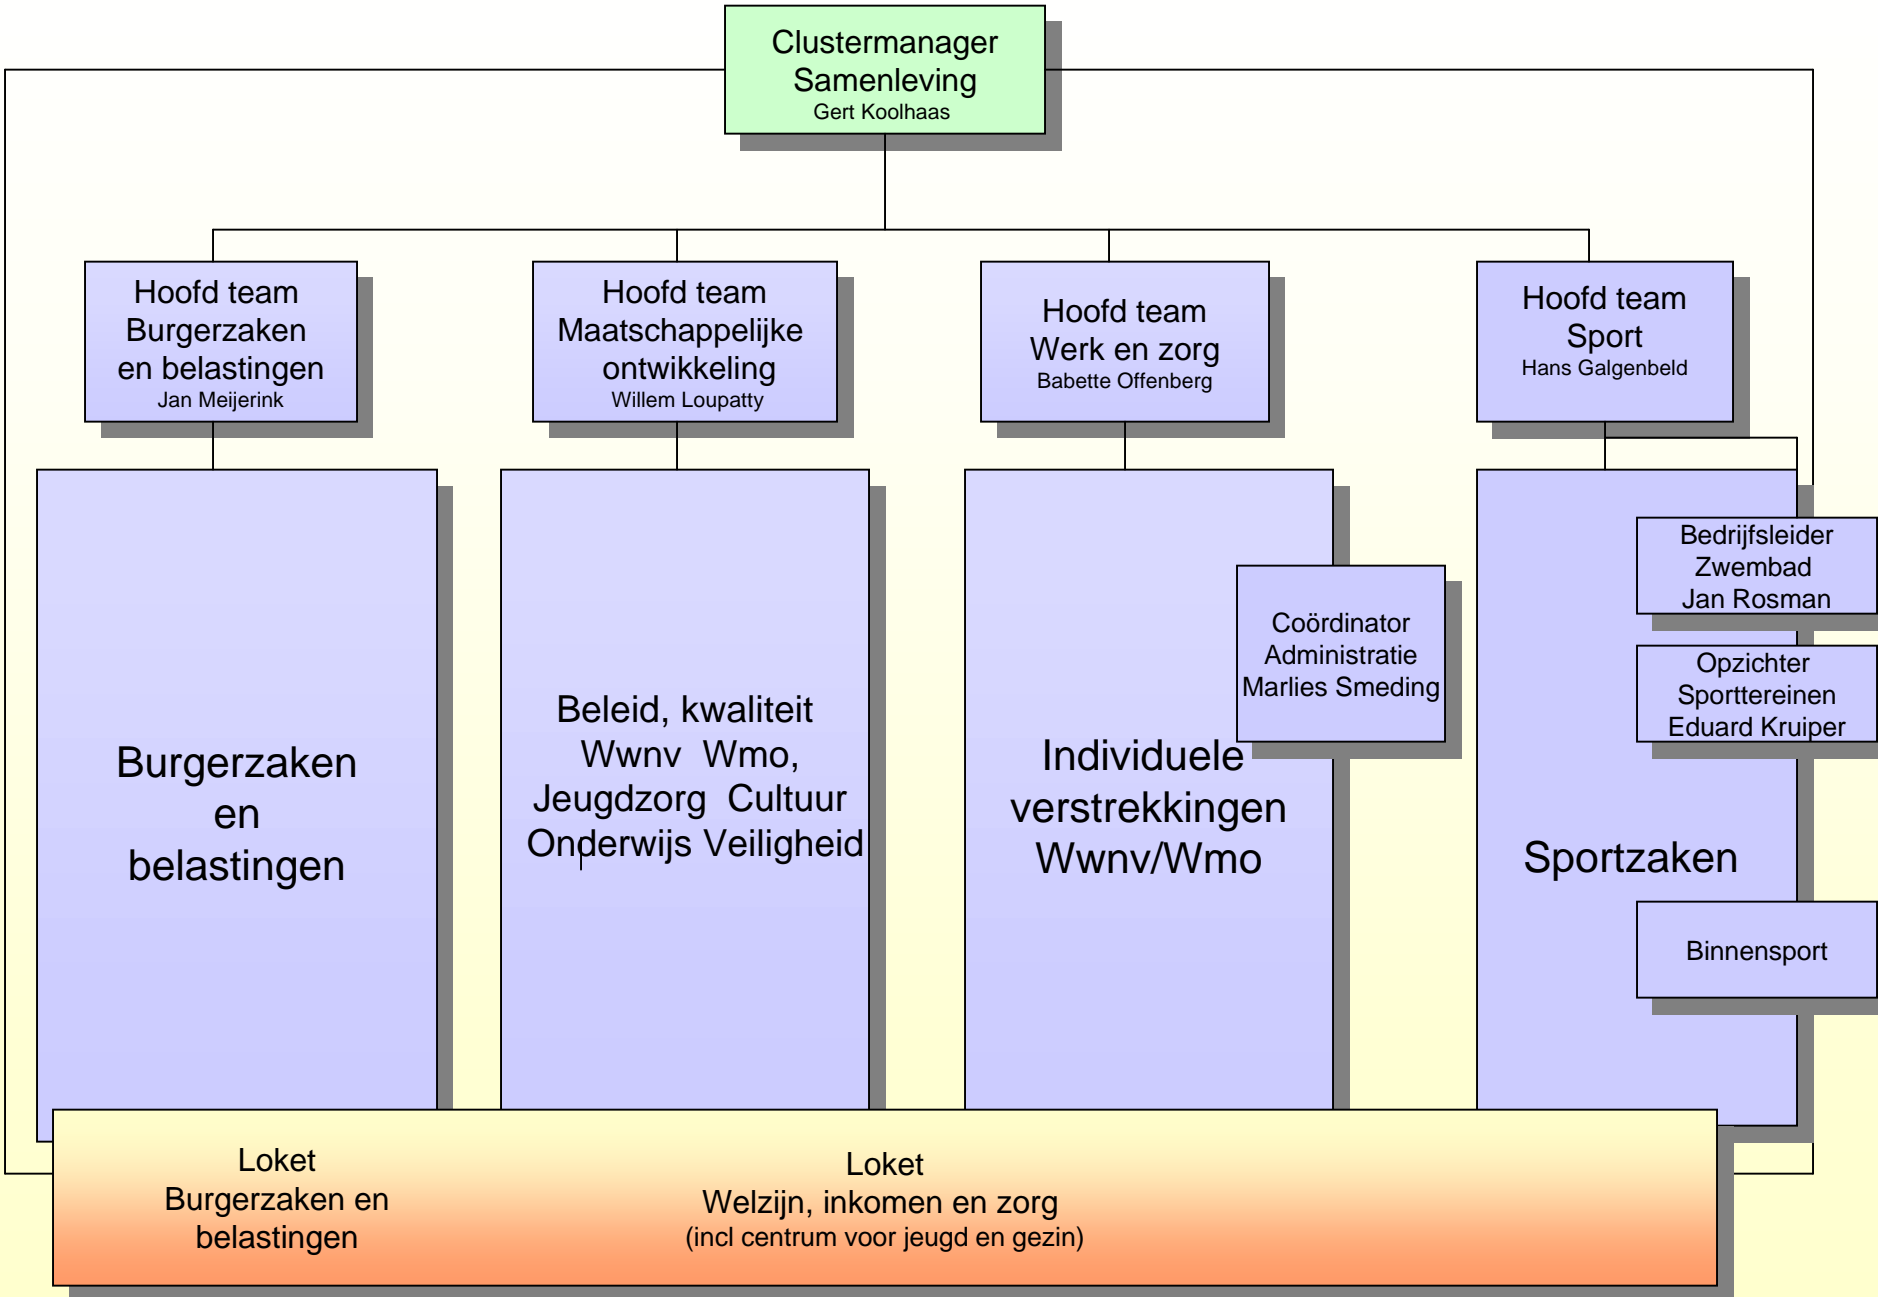 Clustermanager
Samenleving
Gert Koolhaas
Hoofd team
Burgerzaken
en belastingen
Jan Meijerink
Hoofd team
Maatschappelijke
ontwikkeling
Willem Loupatty
Hoofd team
Werk en zorg
Babette Offenberg
Hoofd team
Sport
Hans Galgenbeld
Burgerzaken
en
belastingen
Beleid, kwaliteit
Wwnv Wmo,
Jeugdzorg Cultuur
Onderwijs Veiligheid
Individuele
verstrekkingen
Wwnv/Wmo
Coördinator
Administratie
Marlies Smeding
Sportzaken
Bedrijfsleider
Zwembad
Jan Rosman
Opzichter
Sporttereinen
Eduard Kruiper
Binnensport
Loket
Burgerzaken en
belastingen
Loket
Welzijn, inkomen en zorg
(incl centrum voor jeugd en gezin)